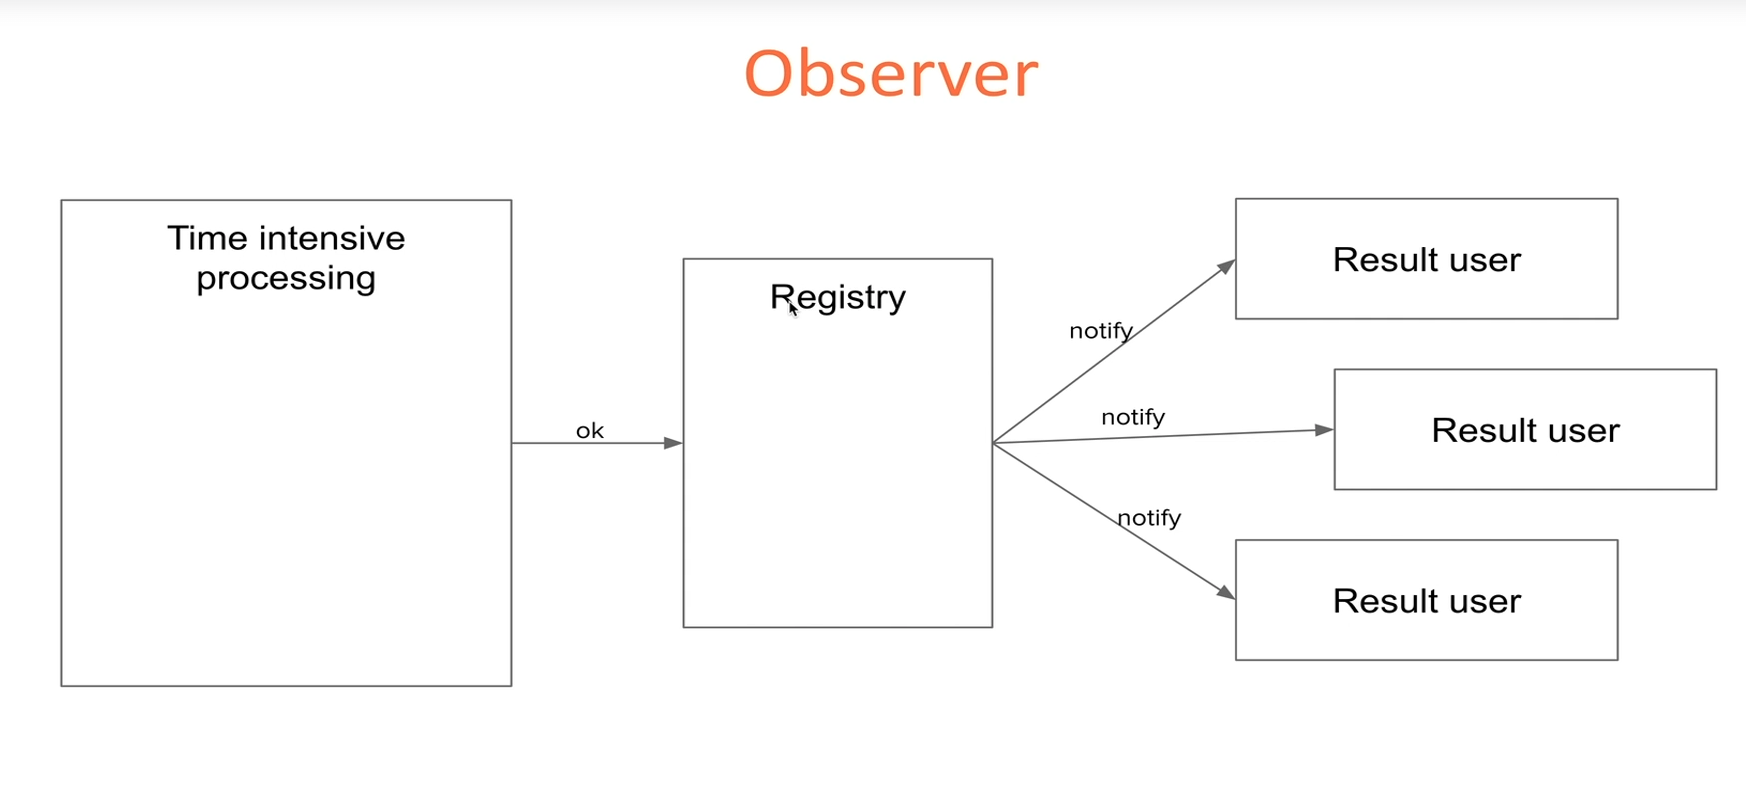 Observer
Time intensive
processing
Registry
ok
notify
notify
notify
Result user
Result user
Result user